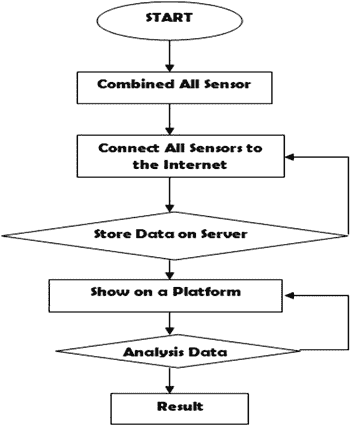 START
Combined All Sensor
Connect All Sensors to
the Internet
Store Data on Server
Show on a Platform
Analysis Data
Result